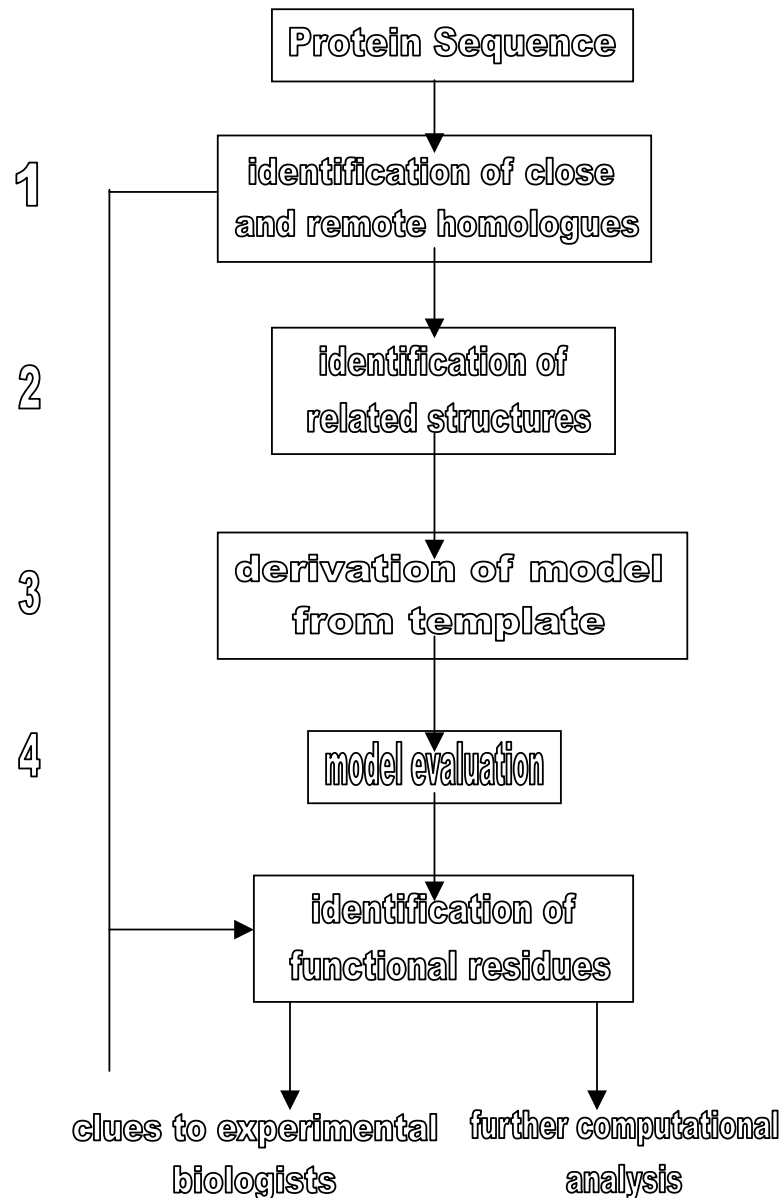 Protein Sequence
1
identification of close
and remote homologues
2
identification of
related structures
3
derivation of model
from template
4
model evaluation
identification of
functional residues
clues to experimental
biologists
further computational
analysis